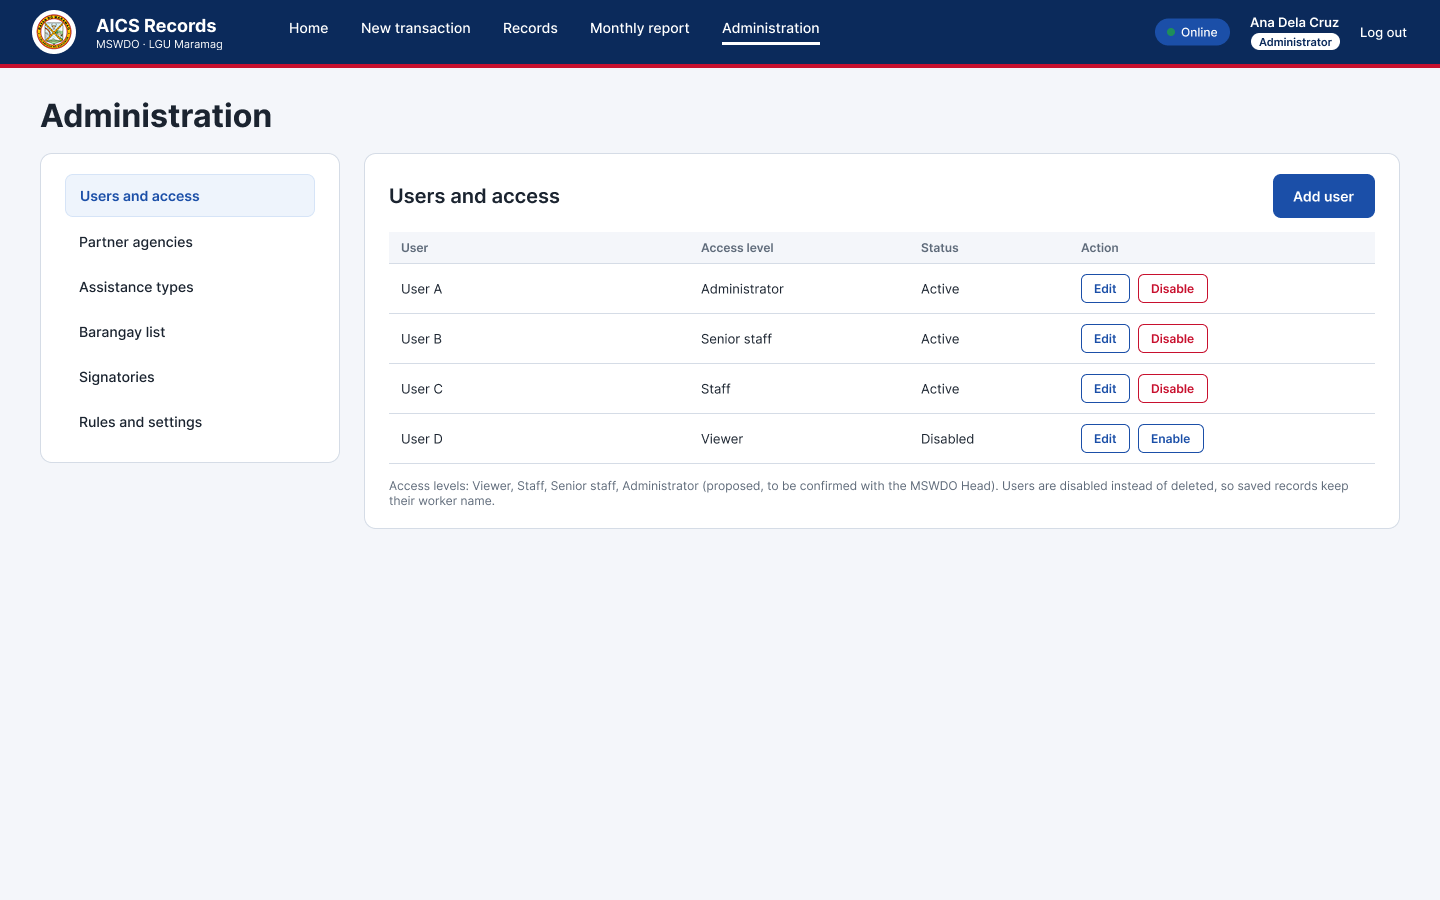 AICS Records
MSWDO · LGU Maramag
Home
New transaction
Records
Monthly report
Administration
Online
Ana Dela Cruz
Administrator
Log out
Administration
Users and access
Partner agencies
Assistance types
Barangay list
Signatories
Rules and settings
Users and access
Add user
User Access level Status Action
User A Administrator Active Edit Disable
User B Senior staff Active Edit Disable
User C Staff Active Edit Disable
User D Viewer Disabled Edit Enable
Access levels: Viewer, Staff, Senior staff, Administrator (proposed, to be confirmed with the MSWDO Head). Users are disabled instead of deleted, so saved records keep
their worker name.